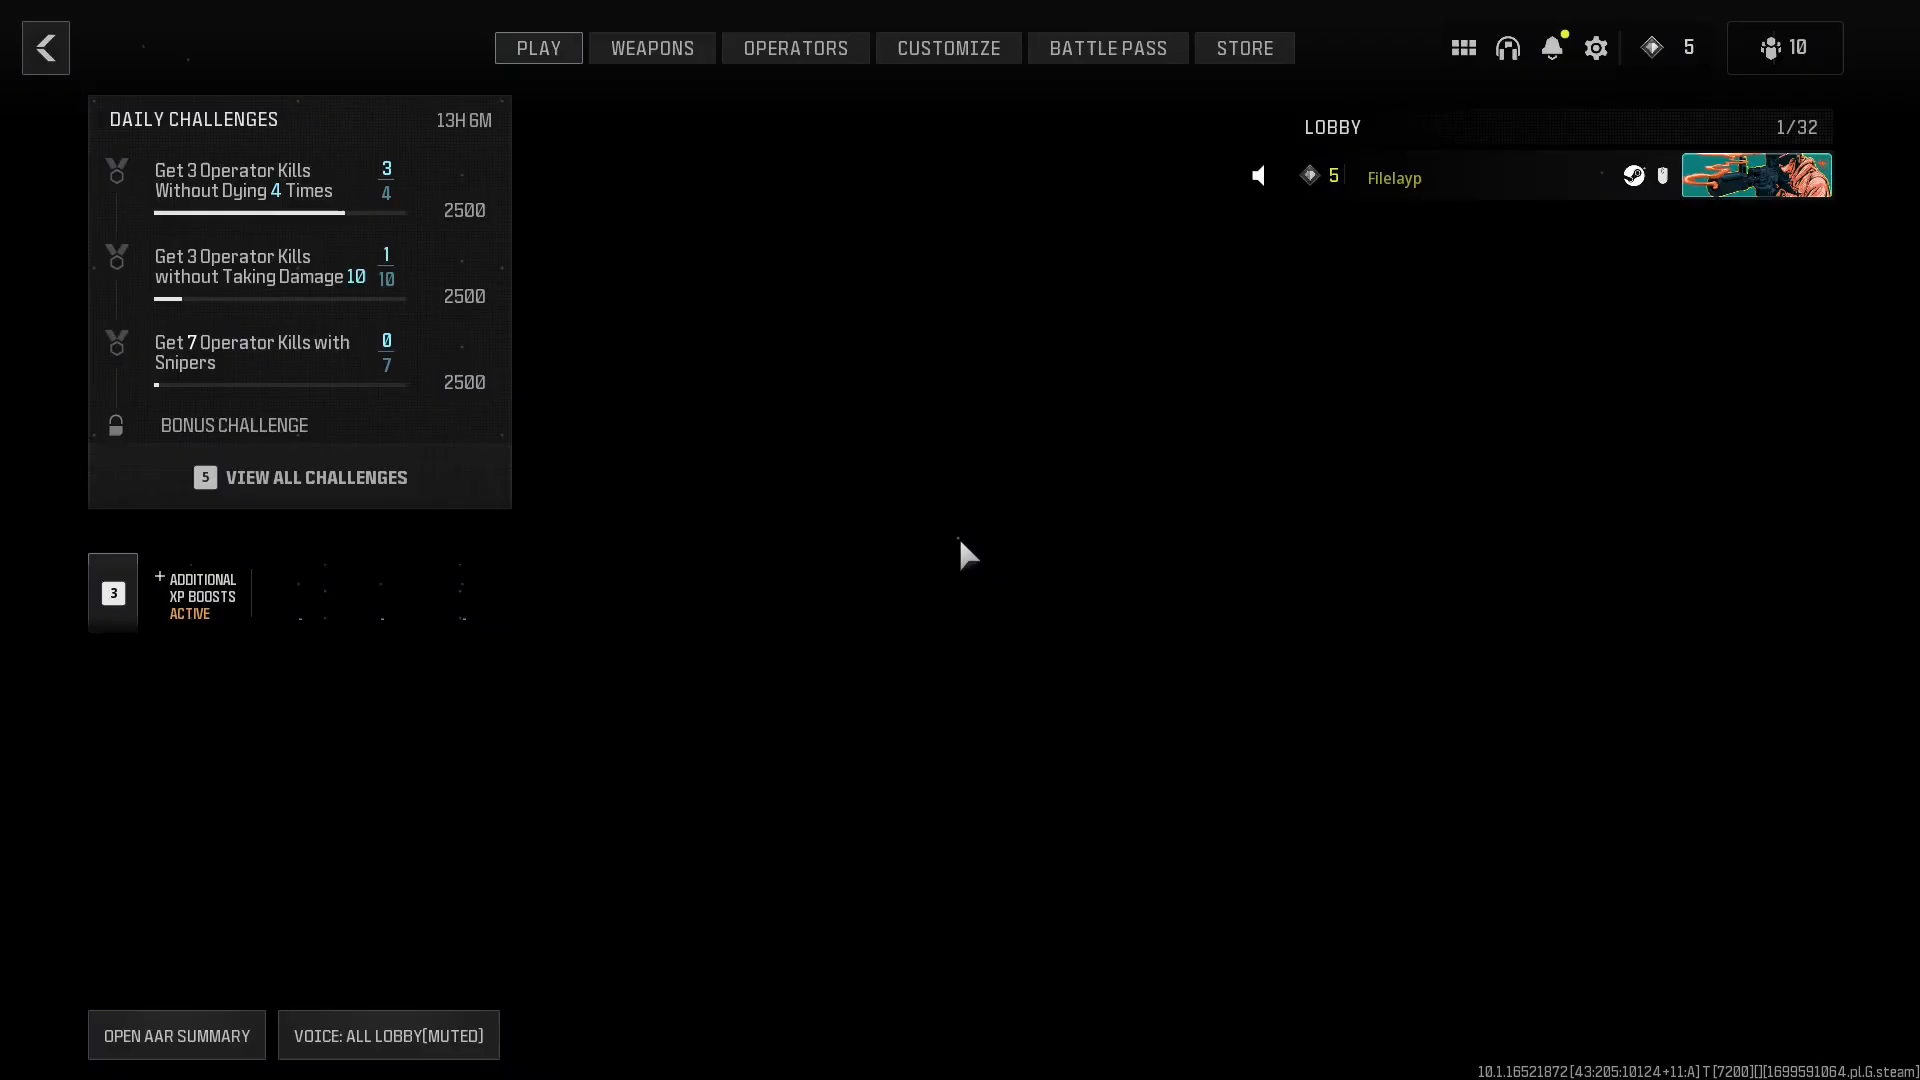 PLAY
WEAPONS
OPERATORS
CUSTOMIZE
BATTLE PASS
STORE
5
10
DAILY CHALLENGES
13H 6M
Get 3 Operator Kills
Without Dying 4 Times
3
4
2500
Get 3 Operator Kills
without Taking Damage 10
1
10
2500
Get 7 Operator Kills with
Snipers
0
7
2500
BONUS CHALLENGE
5 VIEW ALL CHALLENGES
LOBBY
1/32
5
Filelayp
3
+ ADDITIONAL
XP BOOSTS
ACTIVE
OPEN AAR SUMMARY
VOICE: ALL LOBBY[MUTED]
10.1.16521872 [43:205:10124+11:A] T [7200][][1699591064.pl.G.steam]